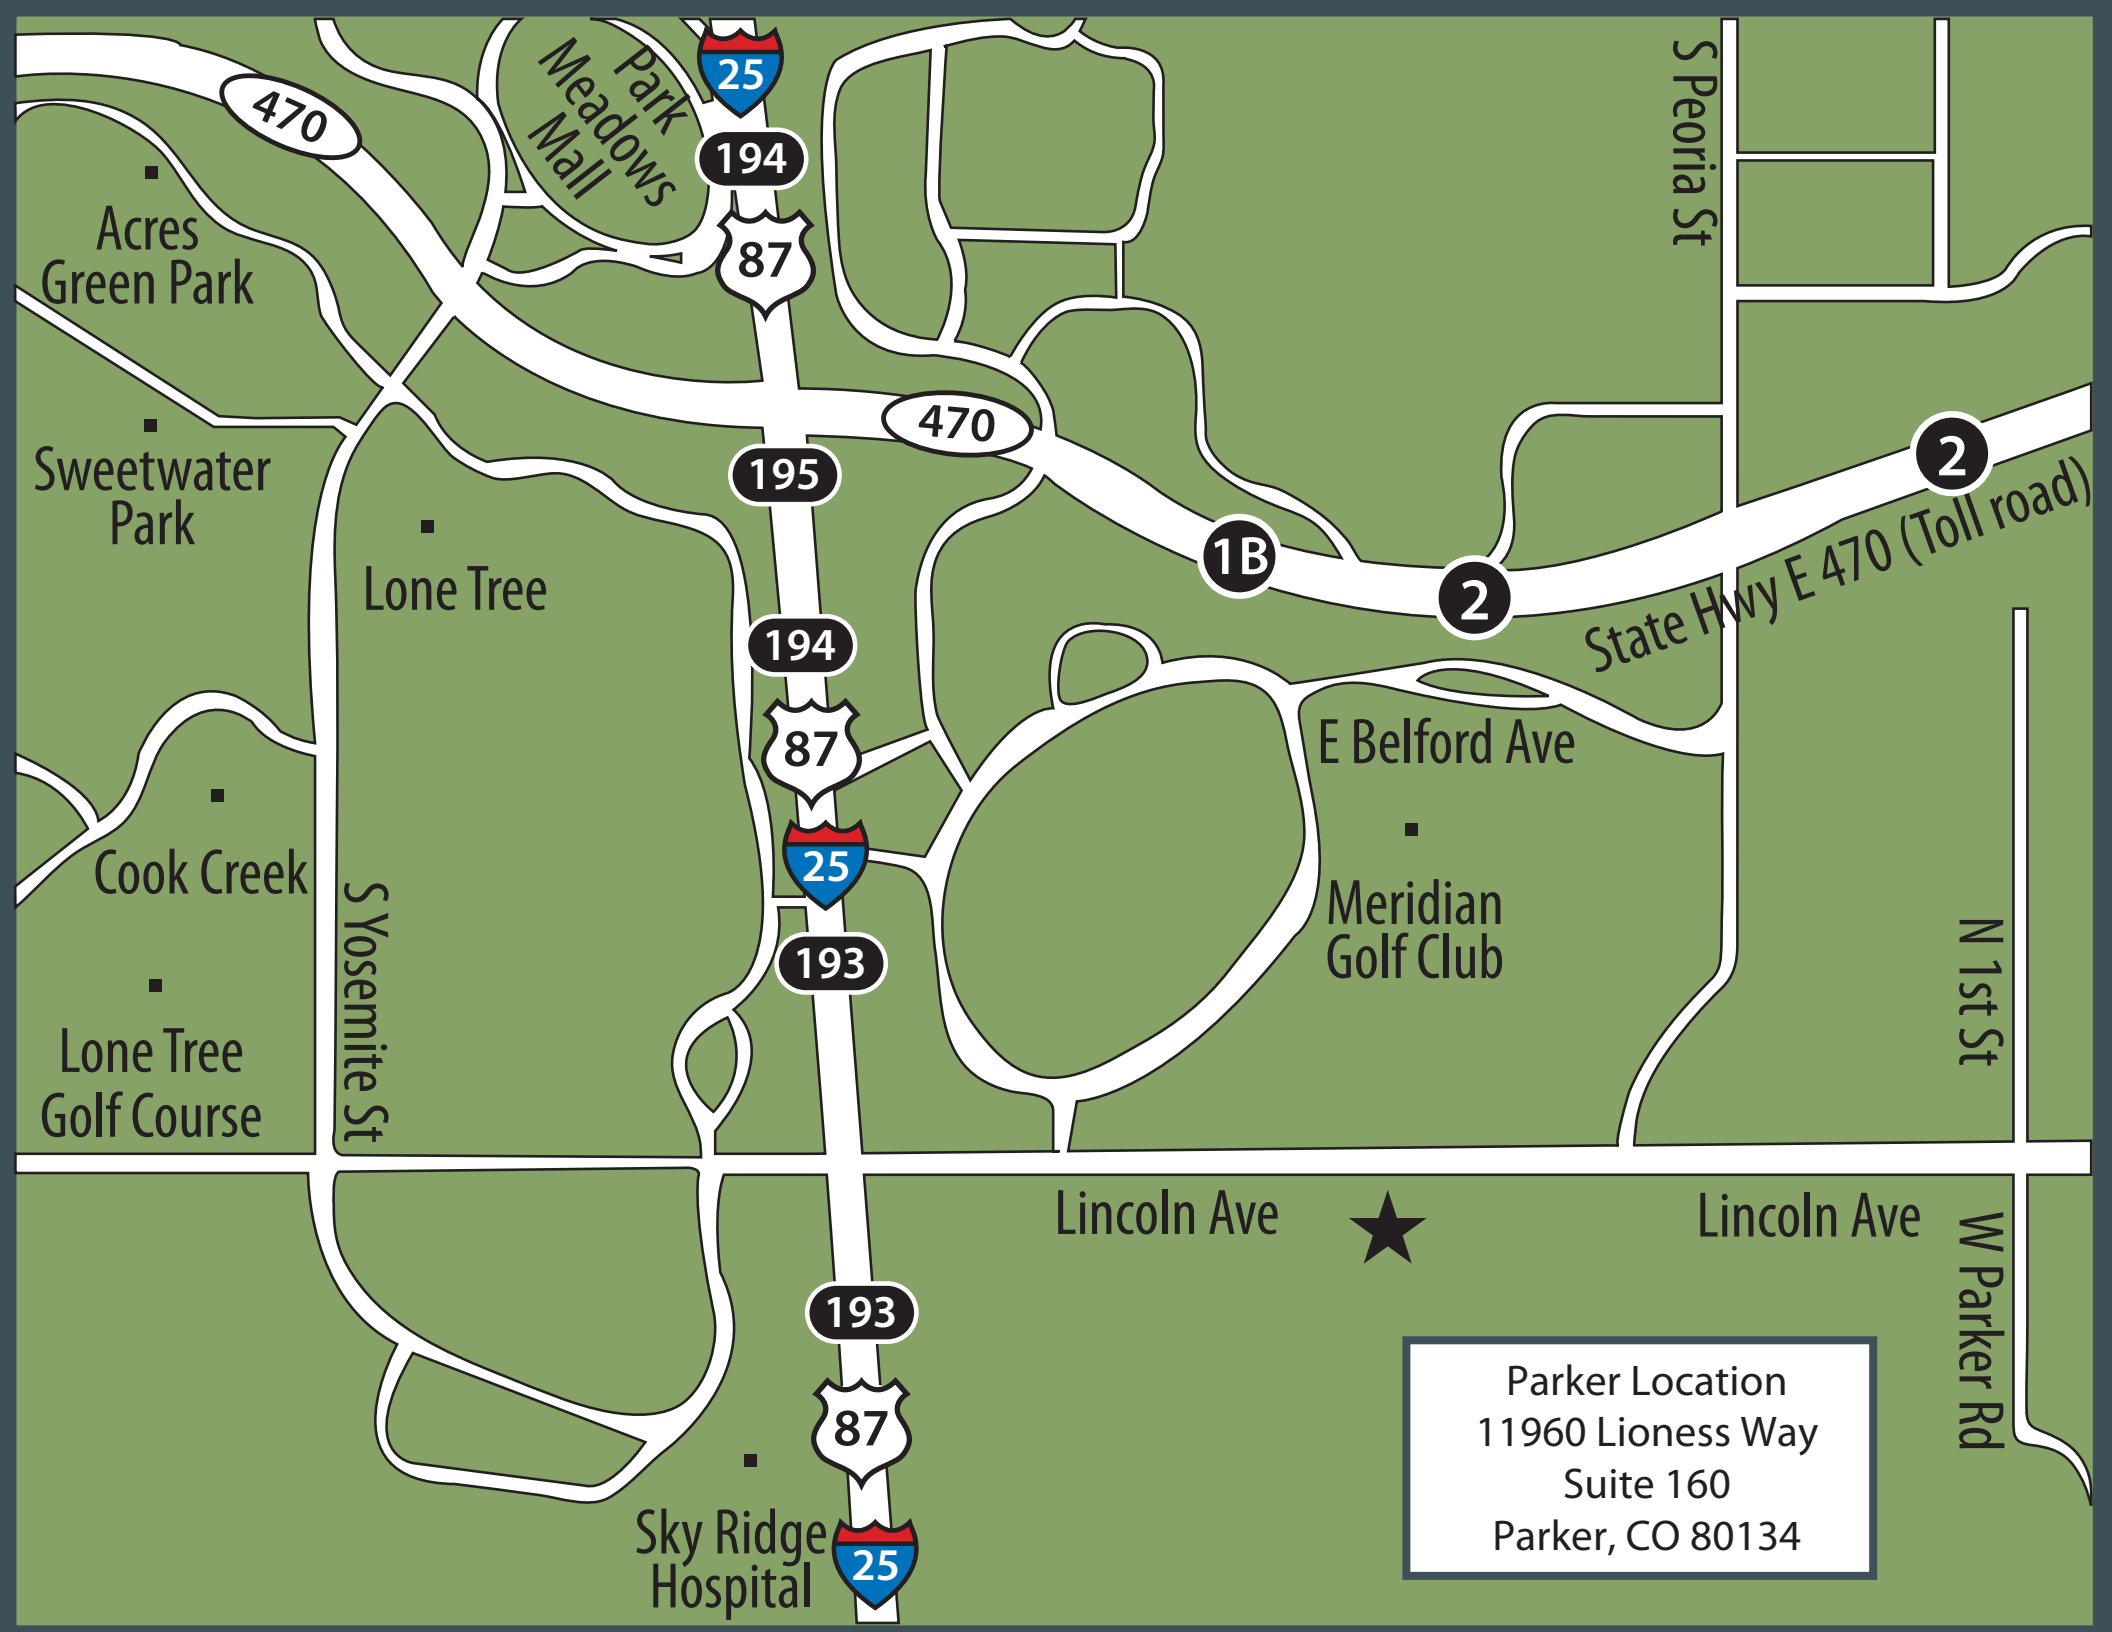 25
470
Park
Meadows
Mall
194
87
S Peoria St
Acres
Green Park
470
2
Sweetwater
Park
195
1B
State Hwy E 470 (Toll road)
Lone Tree
2
194
87
E Belford Ave
25
Cook Creek
Meridian
Golf Club
193
S Yosemite St
N 1st St
Lone Tree
Golf Course
Lincoln Ave
Lincoln Ave
W Parker Rd
193
87
Parker Location
11960 Lioness Way
Suite 160
Parker, CO 80134
Sky Ridge
Hospital
25